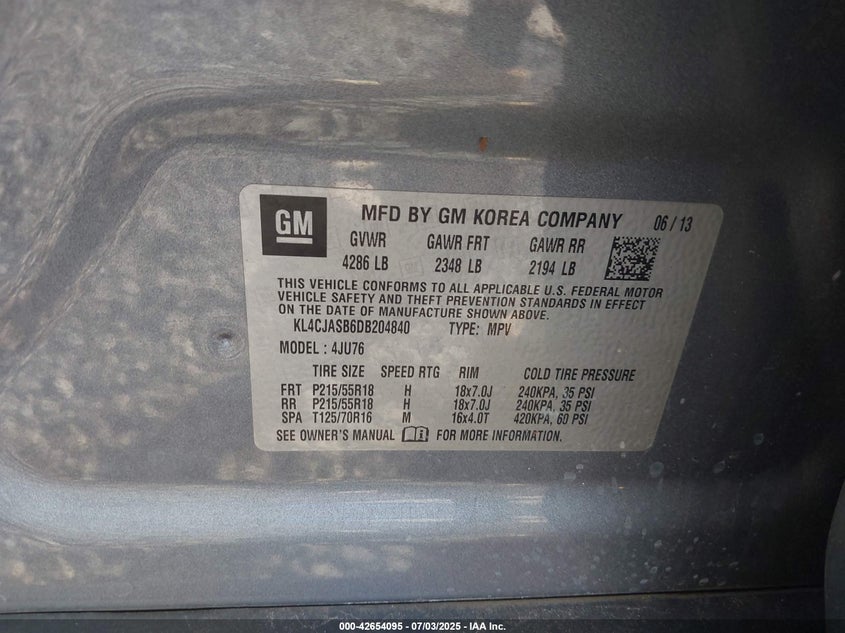 GM
MFD BY GM KOREA COMPANY 06 / 13
GVWR GAWR FRT GAWR RR
4286 LB 2348 LB 2194 LB
THIS VEHICLE CONFORMS TO ALL APPLICABLE U.S. FEDERAL MOTOR
VEHICLE SAFETY AND THEFT PREVENTION STANDARDS IN EFFECT
ON THE DATE OF MANUFACTURE SHOWN ABOVE.
KL4CJASB6DB204840 TYPE: MPV
MODEL : 4JU76
TIRE SIZE SPEED RTG RIM COLD TIRE PRESSURE
FRT P215/55R18 H 18x7.0J 240KPA, 35 PSI
RR P215/55R18 H 18x7.0J 240KPA, 35 PSI
SPA T125/70R16 M 16x4.0T 420KPA, 60 PSI
SEE OWNER'S MANUAL FOR MORE INFORMATION.
000-42654095 - 07/03/2025 - IAA Inc.